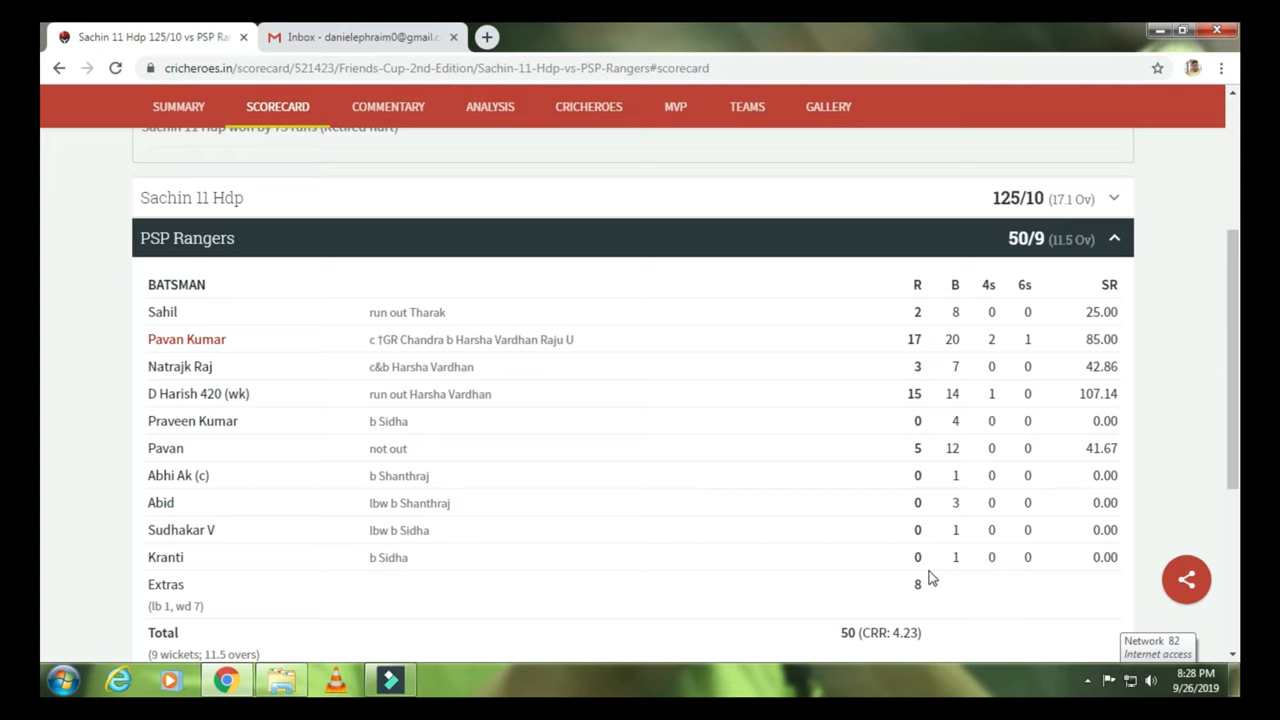 Sachin 11 Hdp 125/10 vs PSP Ra
Inbox - danielephraim0@gmail.c
cricheroes.in/scorecard/521423/Friends-Cup-2nd-Edition/Sachin-11-Hdp-vs-PSP-Rangers#scorecard
SUMMARY SCORECARD COMMENTARY ANALYSIS CRICHEROES MVP TEAMS GALLERY
Sachin 11 Hdp won by 75 runs (Retired hurt)
Sachin 11 Hdp 125/10 (17.1 Ov)
PSP Rangers 50/9 (11.5 Ov)
BATSMAN R B 4s 6s SR
Sahil run out Tharak 2 8 0 0 25.00
Pavan Kumar c †GR Chandra b Harsha Vardhan Raju U 17 20 2 1 85.00
Natrajk Raj c&b Harsha Vardhan 3 7 0 0 42.86
D Harish 420 (wk) run out Harsha Vardhan 15 14 1 0 107.14
Praveen Kumar b Sidha 0 4 0 0 0.00
Pavan not out 5 12 0 0 41.67
Abhi Ak (c) b Shanthraj 0 1 0 0 0.00
Abid lbw b Shanthraj 0 3 0 0 0.00
Sudhakar V lbw b Sidha 0 1 0 0 0.00
Kranti b Sidha 0 1 0 0 0.00
Extras 8
(lb 1, wd 7)
Total 50 (CRR: 4.23)
(9 wickets; 11.5 overs)
Network 82
Internet access
8:28 PM
9/26/2019